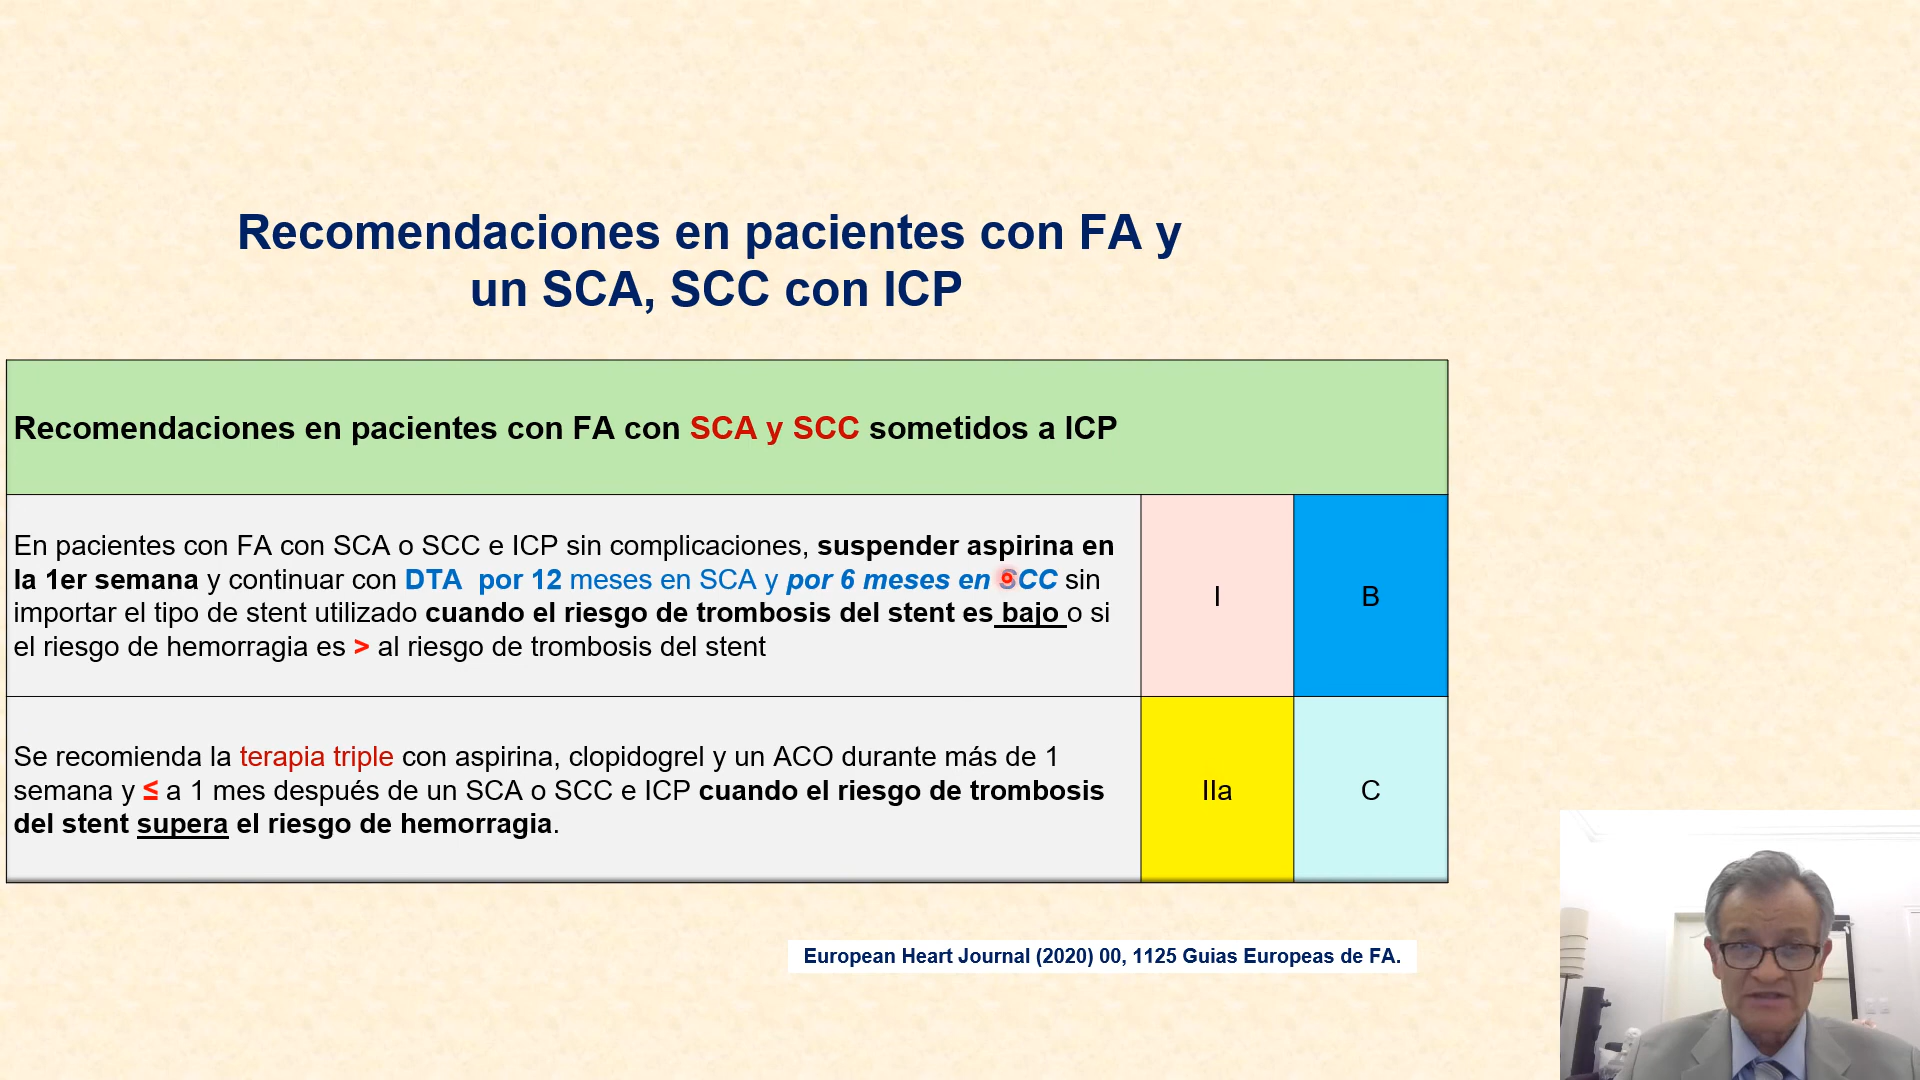 Recomendaciones en pacientes con FA y
un SCA, SCC con ICP
Recomendaciones en pacientes con FA con SCA y SCC sometidos a ICP
En pacientes con FA con SCA o SCC e ICP sin complicaciones, suspender aspirina en
la 1er semana y continuar con DTA por 12 meses en SCA y por 6 meses en SCC sin
importar el tipo de stent utilizado cuando el riesgo de trombosis del stent es bajo o si
el riesgo de hemorragia es > al riesgo de trombosis del stent
I
B
Se recomienda la terapia triple con aspirina, clopidogrel y un ACO durante más de 1
semana y ≤ a 1 mes después de un SCA o SCC e ICP cuando el riesgo de trombosis
del stent supera el riesgo de hemorragia.
IIa
C
European Heart Journal (2020) 00, 1125 Guias Europeas de FA.